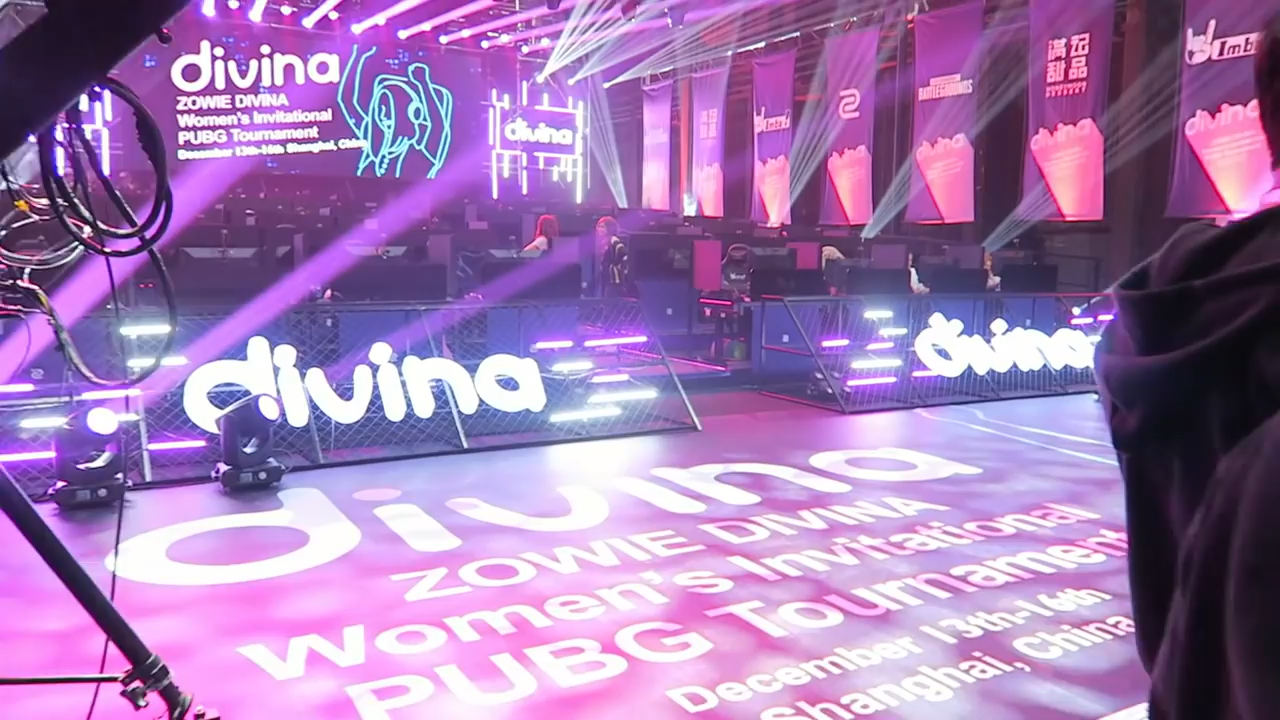 divina
ZOWIE DIVINA
Women's Invitational
PUBG Tournament
December 13th-16th Shanghai, China
divina
BATTLEGROUNDS
满记
甜品
divina
divina
divina
divina
divina
divina
ZOWIE DIVINA
Women's Invitational
PUBG Tournament
December 13th-16th
Shanghai, China